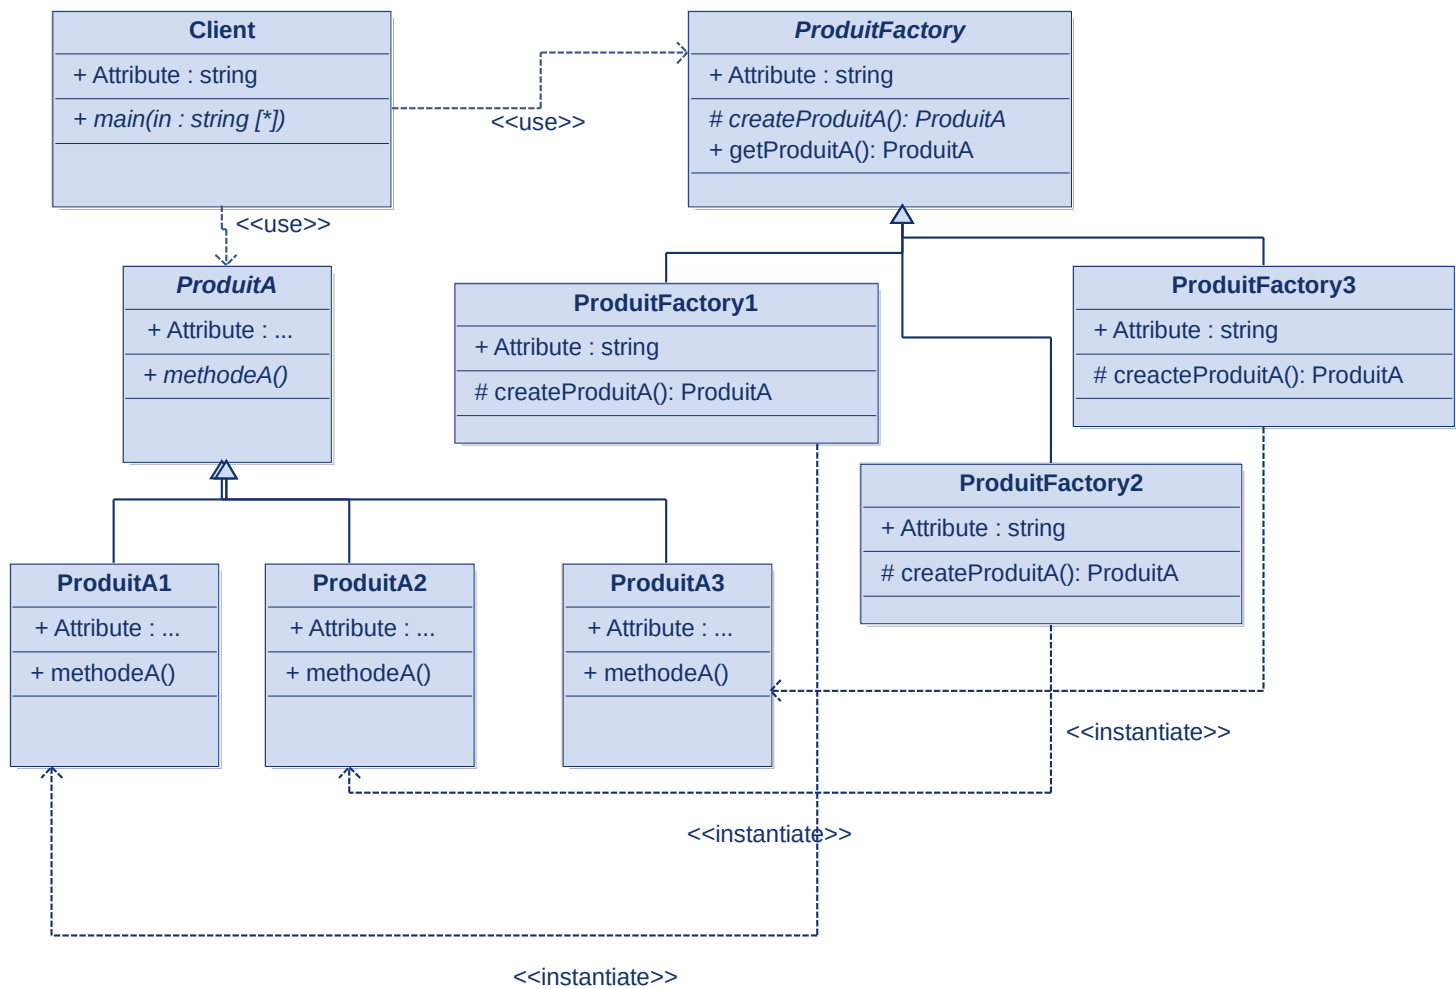 Client
+ Attribute : string
+ main(in : string [*])
<<use>>
ProduitFactory
+ Attribute : string
# createProduitA(): ProduitA
+ getProduitA(): ProduitA
<<use>>
ProduitA
+ Attribute : ...
+ methodeA()
ProduitFactory1
+ Attribute : string
# createProduitA(): ProduitA
ProduitFactory3
+ Attribute : string
# creacteProduitA(): ProduitA
ProduitFactory2
+ Attribute : string
# createProduitA(): ProduitA
ProduitA1
+ Attribute : ...
+ methodeA()
ProduitA2
+ Attribute : ...
+ methodeA()
ProduitA3
+ Attribute : ...
+ methodeA()
<<instantiate>>
<<instantiate>>
<<instantiate>>